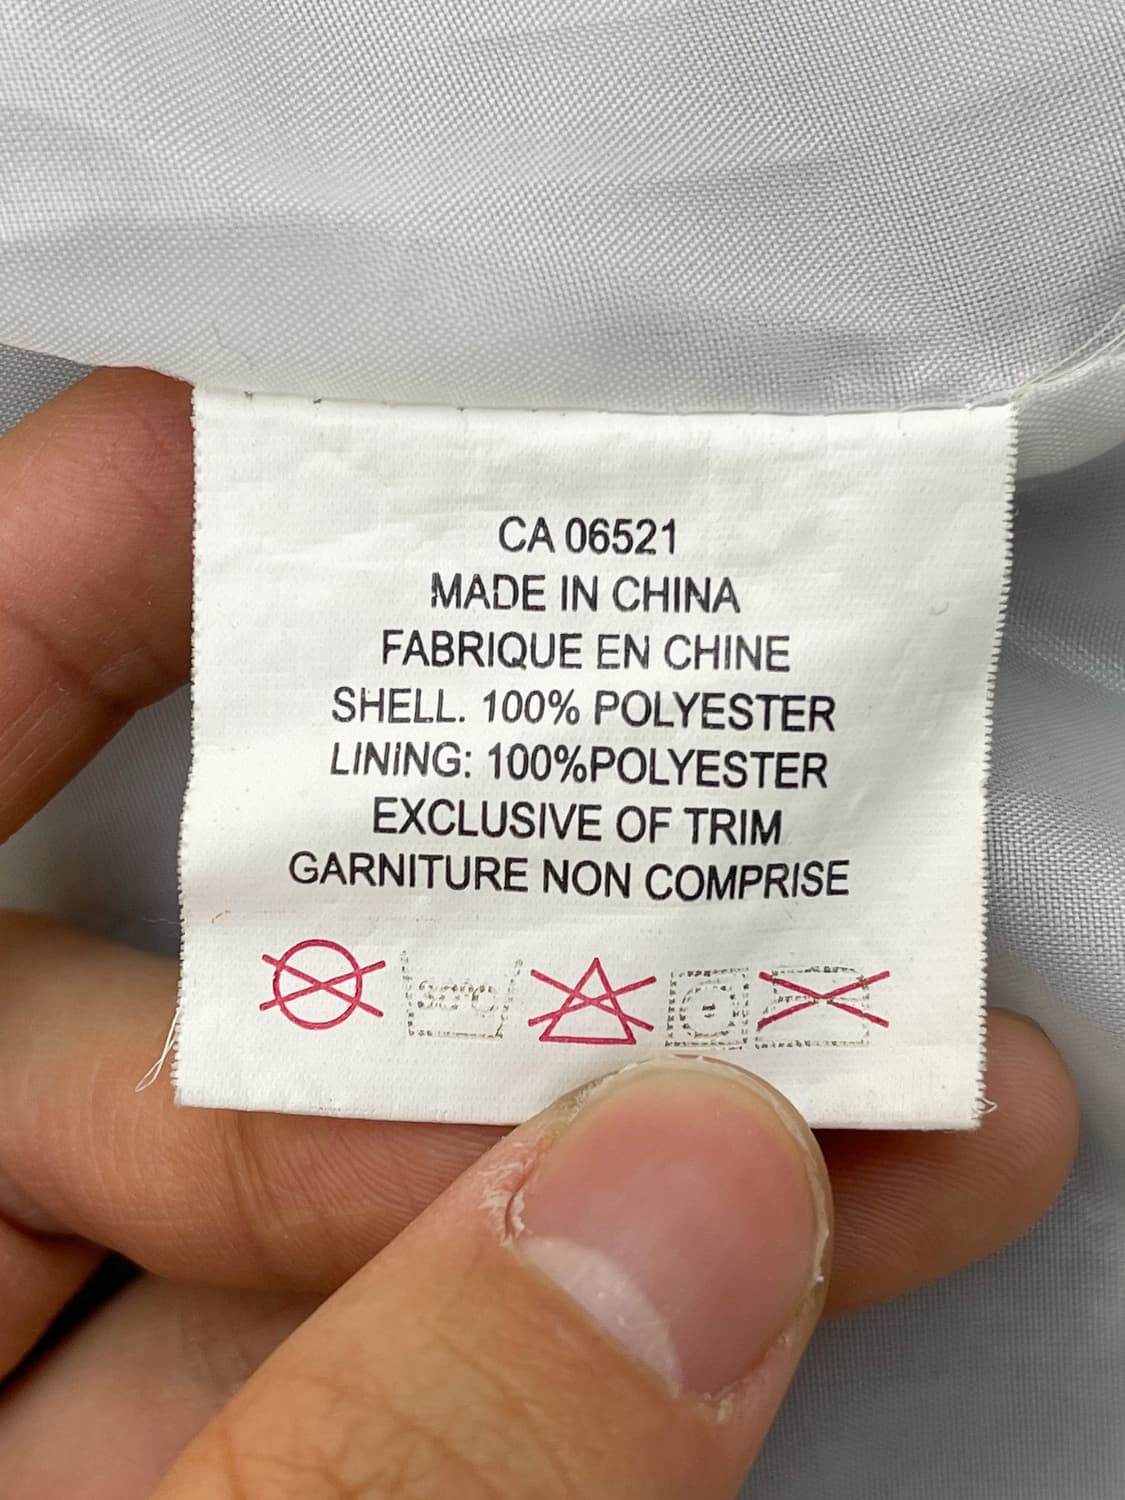 CA 06521
MADE IN CHINA
FABRIQUE EN CHINE
SHELL. 100% POLYESTER
LINING: 100%POLYESTER
EXCLUSIVE OF TRIM
GARNITURE NON COMPRISE